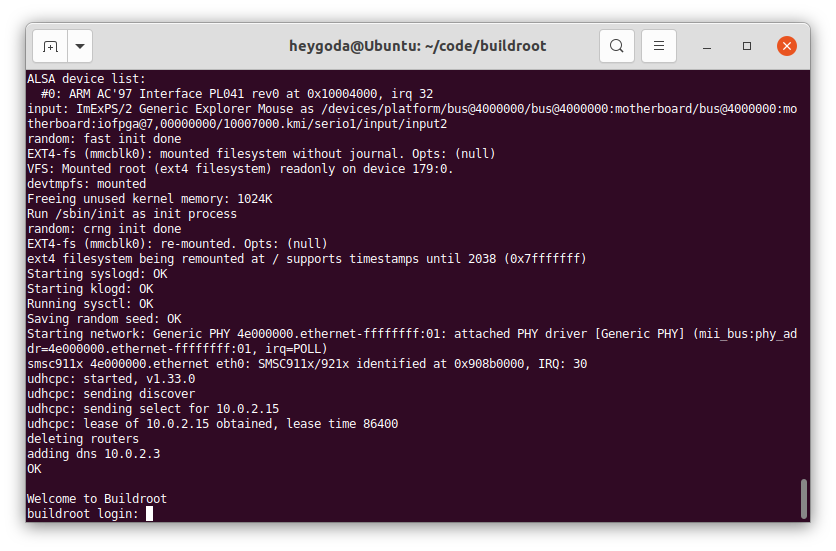 heygoda@Ubuntu: ~/code/buildroot
ALSA device list:
  #0: ARM AC'97 Interface PL041 rev0 at 0x10004000, irq 32
input: ImExPS/2 Generic Explorer Mouse as /devices/platform/bus@4000000/bus@4000000:motherboard/bus@4000000:mo
therboard:iofpga@7,00000000/10007000.kmi/serio1/input/input2
random: fast init done
EXT4-fs (mmcblk0): mounted filesystem without journal. Opts: (null)
VFS: Mounted root (ext4 filesystem) readonly on device 179:0.
devtmpfs: mounted
Freeing unused kernel memory: 1024K
Run /sbin/init as init process
random: crng init done
EXT4-fs (mmcblk0): re-mounted. Opts: (null)
ext4 filesystem being remounted at / supports timestamps until 2038 (0x7fffffff)
Starting syslogd: OK
Starting klogd: OK
Running sysctl: OK
Saving random seed: OK
Starting network: Generic PHY 4e000000.ethernet-ffffffff:01: attached PHY driver [Generic PHY] (mii_bus:phy_ad
dr=4e000000.ethernet-ffffffff:01, irq=POLL)
smsc911x 4e000000.ethernet eth0: SMSC911x/921x identified at 0x908b0000, IRQ: 30
udhcpc: started, v1.33.0
udhcpc: sending discover
udhcpc: sending select for 10.0.2.15
udhcpc: lease of 10.0.2.15 obtained, lease time 86400
deleting routers
adding dns 10.0.2.3
OK

Welcome to Buildroot
buildroot login: